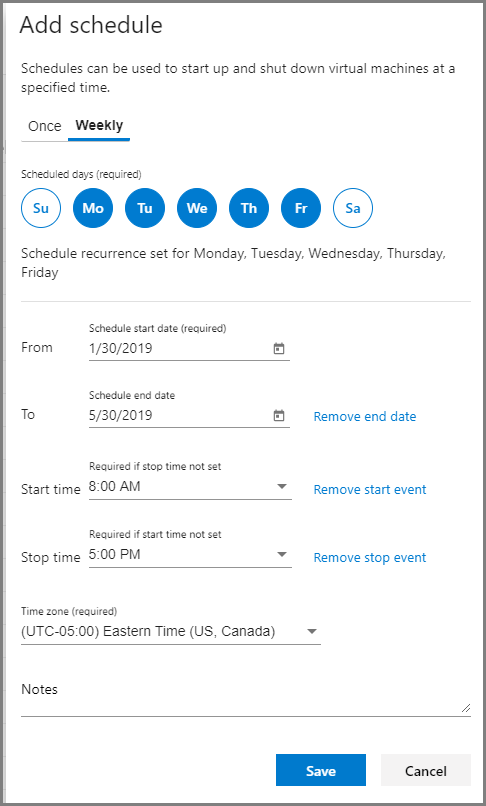 Add schedule
Schedules can be used to start up and shut down virtual machines at a
specified time.
Once Weekly
Scheduled days (required)
Su Mo Tu We Th Fr Sa
Schedule recurrence set for Monday, Tuesday, Wednesday, Thursday,
Friday
Schedule start date (required)
From 1/30/2019
Schedule end date
To 5/30/2019 Remove end date
Required if stop time not set
Start time 8:00 AM Remove start event
Required if start time not set
Stop time 5:00 PM Remove stop event
Time zone (required)
(UTC-05:00) Eastern Time (US, Canada)
Notes
Save Cancel